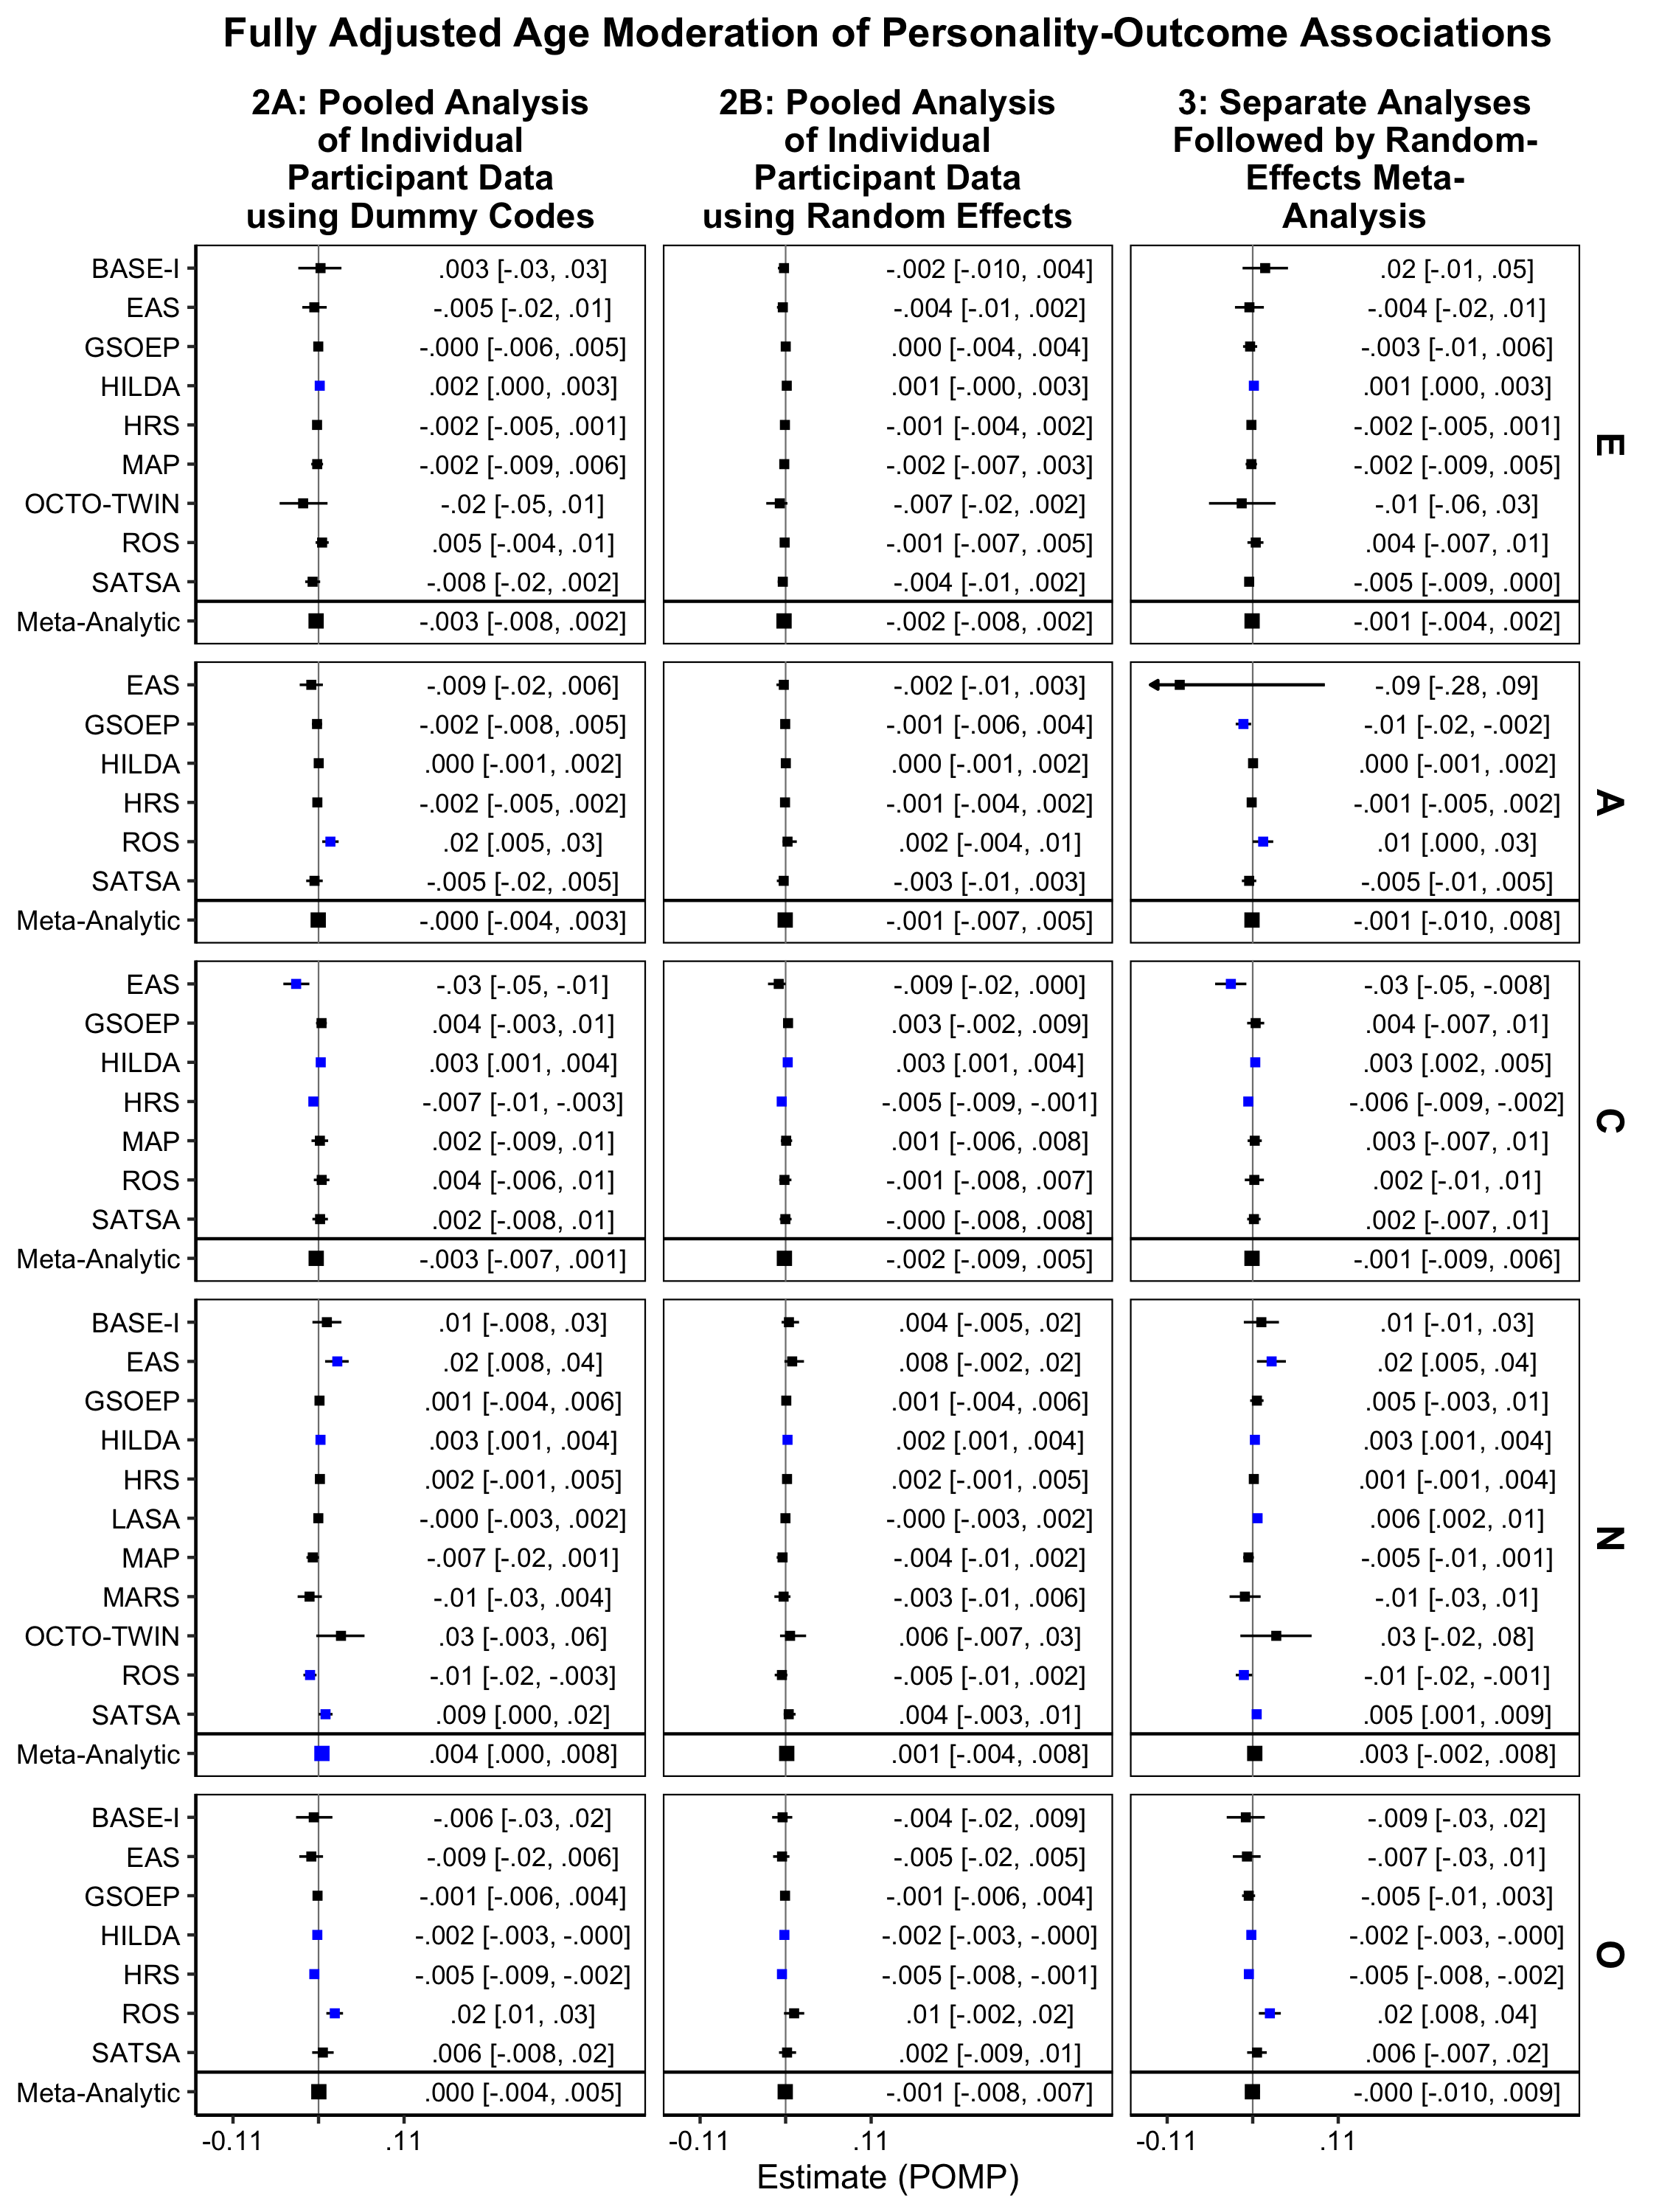 Fully Adjusted Age Moderation of Personality-Outcome Associations
2A: Pooled Analysis
of Individual
Participant Data
using Dummy Codes
2B: Pooled Analysis
of Individual
Participant Data
using Random Effects
3: Separate Analyses
Followed by Random-
Effects Meta-
Analysis
BASE-I .003 [-.03, .03] -.002 [-.010, .004] .02 [-.01, .05]
EAS -.005 [-.02, .01] -.004 [-.01, .002] -.004 [-.02, .01]
GSOEP -.000 [-.006, .005] .000 [-.004, .004] -.003 [-.01, .006]
HILDA .002 [.000, .003] .001 [-.000, .003] .001 [.000, .003]
HRS -.002 [-.005, .001] -.001 [-.004, .002] -.002 [-.005, .001]
MAP -.002 [-.009, .006] -.002 [-.007, .003] -.002 [-.009, .005]
OCTO-TWIN -.02 [-.05, .01] -.007 [-.02, .002] -.01 [-.06, .03]
ROS .005 [-.004, .01] -.001 [-.007, .005] .004 [-.007, .01]
SATSA -.008 [-.02, .002] -.004 [-.01, .002] -.005 [-.009, .000]
Meta-Analytic -.003 [-.008, .002] -.002 [-.008, .002] -.001 [-.004, .002]
E
EAS -.009 [-.02, .006] -.002 [-.01, .003] -.09 [-.28, .09]
GSOEP -.002 [-.008, .005] -.001 [-.006, .004] -.01 [-.02, -.002]
HILDA .000 [-.001, .002] .000 [-.001, .002] .000 [-.001, .002]
HRS -.002 [-.005, .002] -.001 [-.004, .002] -.001 [-.005, .002]
ROS .02 [.005, .03] .002 [-.004, .01] .01 [.000, .03]
SATSA -.005 [-.02, .005] -.003 [-.01, .003] -.005 [-.01, .005]
Meta-Analytic -.000 [-.004, .003] -.001 [-.007, .005] -.001 [-.010, .008]
A
EAS -.03 [-.05, -.01] -.009 [-.02, .000] -.03 [-.05, -.008]
GSOEP .004 [-.003, .01] .003 [-.002, .009] .004 [-.007, .01]
HILDA .003 [.001, .004] .003 [.001, .004] .003 [.002, .005]
HRS -.007 [-.01, -.003] -.005 [-.009, -.001] -.006 [-.009, -.002]
MAP .002 [-.009, .01] .001 [-.006, .008] .003 [-.007, .01]
ROS .004 [-.006, .01] -.001 [-.008, .007] .002 [-.01, .01]
SATSA .002 [-.008, .01] -.000 [-.008, .008] .002 [-.007, .01]
Meta-Analytic -.003 [-.007, .001] -.002 [-.009, .005] -.001 [-.009, .006]
C
BASE-I .01 [-.008, .03] .004 [-.005, .02] .01 [-.01, .03]
EAS .02 [.008, .04] .008 [-.002, .02] .02 [.005, .04]
GSOEP .001 [-.004, .006] .001 [-.004, .006] .005 [-.003, .01]
HILDA .003 [.001, .004] .002 [.001, .004] .003 [.001, .004]
HRS .002 [-.001, .005] .002 [-.001, .005] .001 [-.001, .004]
LASA -.000 [-.003, .002] -.000 [-.003, .002] .006 [.002, .01]
MAP -.007 [-.02, .001] -.004 [-.01, .002] -.005 [-.01, .001]
MARS -.01 [-.03, .004] -.003 [-.01, .006] -.01 [-.03, .01]
OCTO-TWIN .03 [-.003, .06] .006 [-.007, .03] .03 [-.02, .08]
ROS -.01 [-.02, -.003] -.005 [-.01, .002] -.01 [-.02, -.001]
SATSA .009 [.000, .02] .004 [-.003, .01] .005 [.001, .009]
Meta-Analytic .004 [.000, .008] .001 [-.004, .008] .003 [-.002, .008]
N
BASE-I -.006 [-.03, .02] -.004 [-.02, .009] -.009 [-.03, .02]
EAS -.009 [-.02, .006] -.005 [-.02, .005] -.007 [-.03, .01]
GSOEP -.001 [-.006, .004] -.001 [-.006, .004] -.005 [-.01, .003]
HILDA -.002 [-.003, -.000] -.002 [-.003, -.000] -.002 [-.003, -.000]
HRS -.005 [-.009, -.002] -.005 [-.008, -.001] -.005 [-.008, -.002]
ROS .02 [.01, .03] .01 [-.002, .02] .02 [.008, .04]
SATSA .006 [-.008, .02] .002 [-.009, .01] .006 [-.007, .02]
Meta-Analytic .000 [-.004, .005] -.001 [-.008, .007] -.000 [-.010, .009]
O
-0.11 .11 -0.11 .11 -0.11 .11
Estimate (POMP)